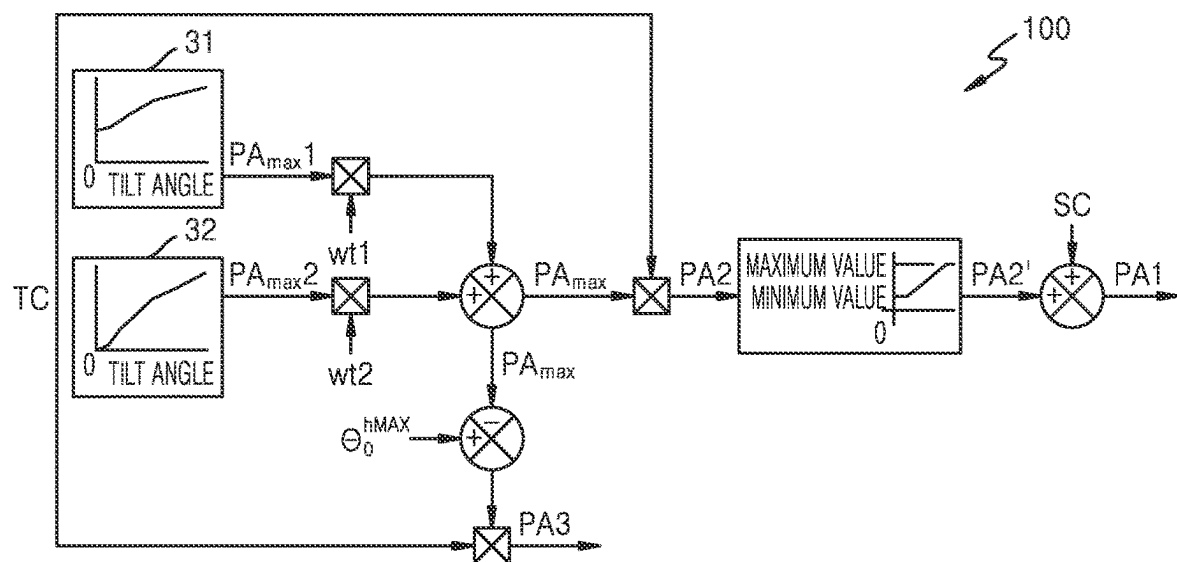 100
31
0
TILT ANGLE
PAmax1
wt1
32
0
TILT ANGLE
PAmax2
wt2
TC
+
+
PAmax
PAmax
Θ0hMAX
+
−
PA3
PA2
MAXIMUM VALUE
MINIMUM VALUE
0
PA2'
SC
+
+
PA1